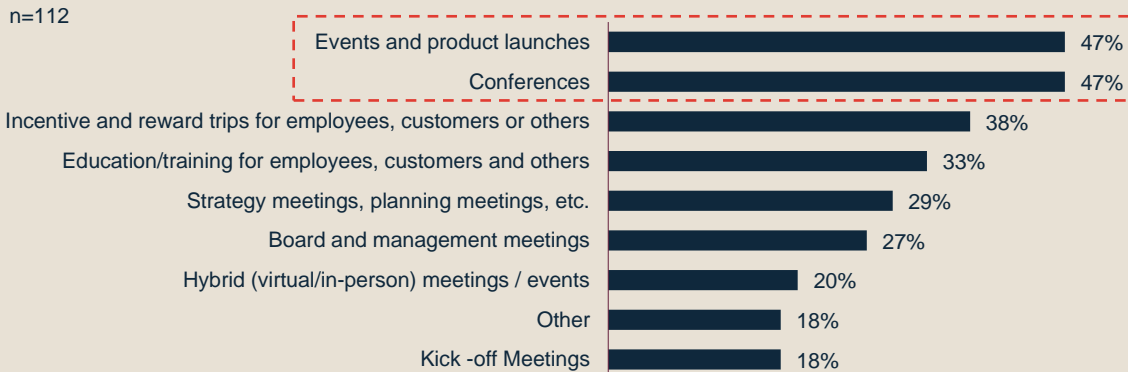 n=112
Events and product launches 47%
Conferences 47%
Incentive and reward trips for employees, customers or others 38%
Education/training for employees, customers and others 33%
Strategy meetings, planning meetings, etc. 29%
Board and management meetings 27%
Hybrid (virtual/in-person) meetings / events 20%
Other 18%
Kick -off Meetings 18%